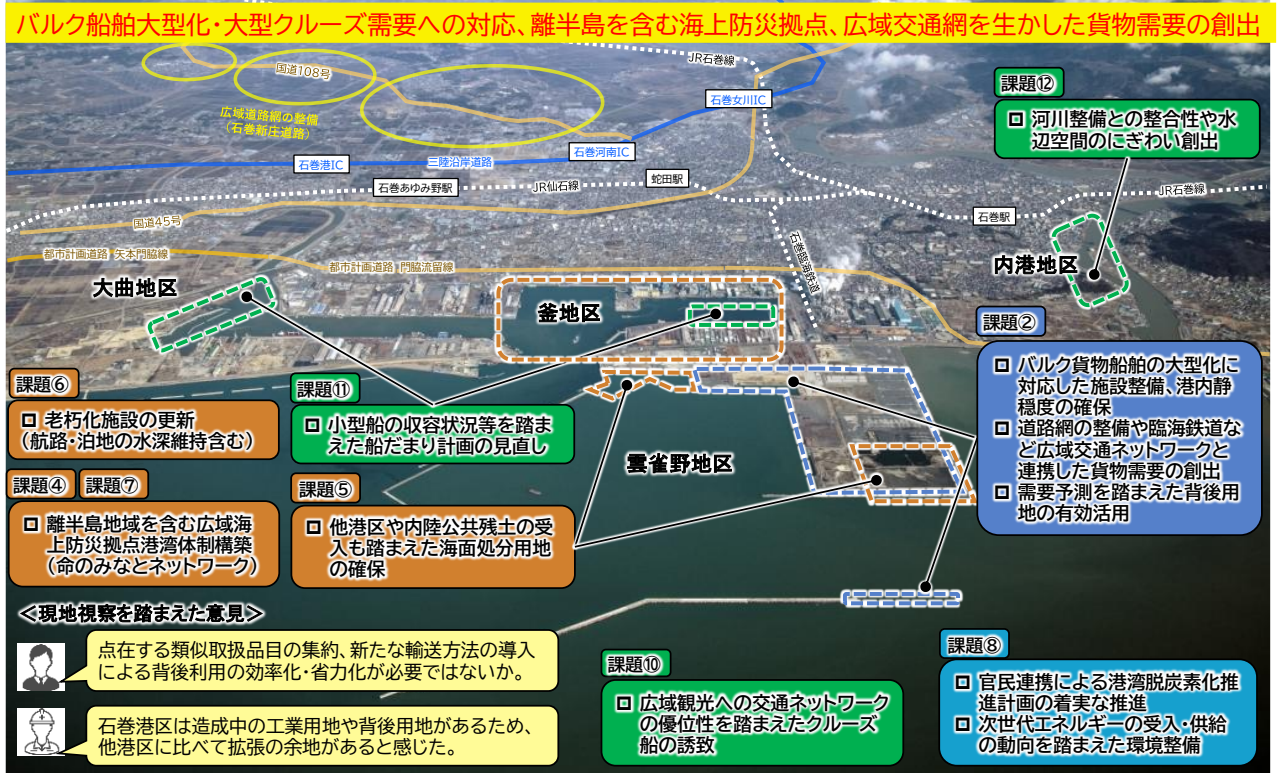 バルク船舶大型化・大型クルーズ需要への対応、離半島を含む海上防災拠点、広域交通網を生かした貨物需要の創出
国道108号
JR石巻線
広域道路網の整備
（石巻新庄道路）
石巻女川IC
石巻港IC
三陸沿岸道路
石巻河南IC
石巻あゆみ野駅
JR仙石線
蛇田駅
国道45号
石巻駅
JR石巻線
都市計画道路 矢本門脇線
都市計画道路 門脇流留線
石巻臨海鉄道
課題⑫
河川整備との整合性や水
辺空間のにぎわい創出
大曲地区
釜地区
内港地区
雲雀野地区
課題②
バルク貨物船舶の大型化に
対応した施設整備、港内静
穏度の確保
道路網の整備や臨海鉄道な
ど広域交通ネットワークと
連携した貨物需要の創出
需要予測を踏まえた背後用
地の有効活用
課題⑥
老朽化施設の更新
（航路・泊地の水深維持含む）
課題⑪
小型船の収容状況等を踏ま
えた船だまり計画の見直し
課題④ 課題⑦
離半島地域を含む広域海
上防災拠点港湾体制構築
（命のみなとネットワーク）
課題⑤
他港区や内陸公共残土の受
入も踏まえた海面処分用地
の確保
＜現地視察を踏まえた意見＞
点在する類似取扱品目の集約、新たな輸送方法の導入
による背後利用の効率化・省力化が必要ではないか。
石巻港区は造成中の工業用地や背後用地があるため、
他港区に比べて拡張の余地があると感じた。
課題⑩
広域観光への交通ネットワーク
の優位性を踏まえたクルーズ
船の誘致
課題⑧
官民連携による港湾脱炭素化推
進計画の着実な推進
次世代エネルギーの受入・供給
の動向を踏まえた環境整備